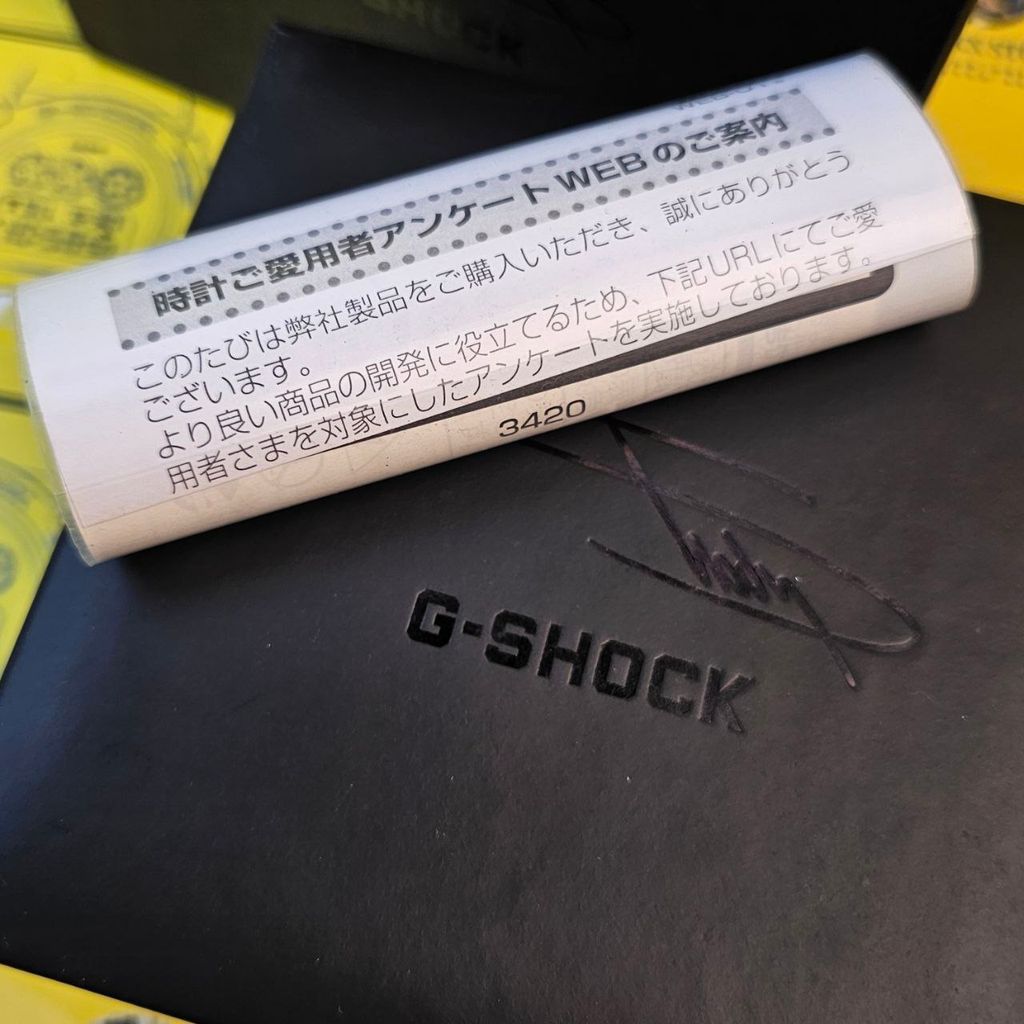 SHOCK
時計ご愛用者アンケートWEBのご案内
このたびは弊社製品をご購入いただき、誠にありがとう
ございます。
より良い商品の開発に役立てるため、下記URLにてご愛
用者さまを対象にしたアンケートを実施しております。
3420
G-SHOCK